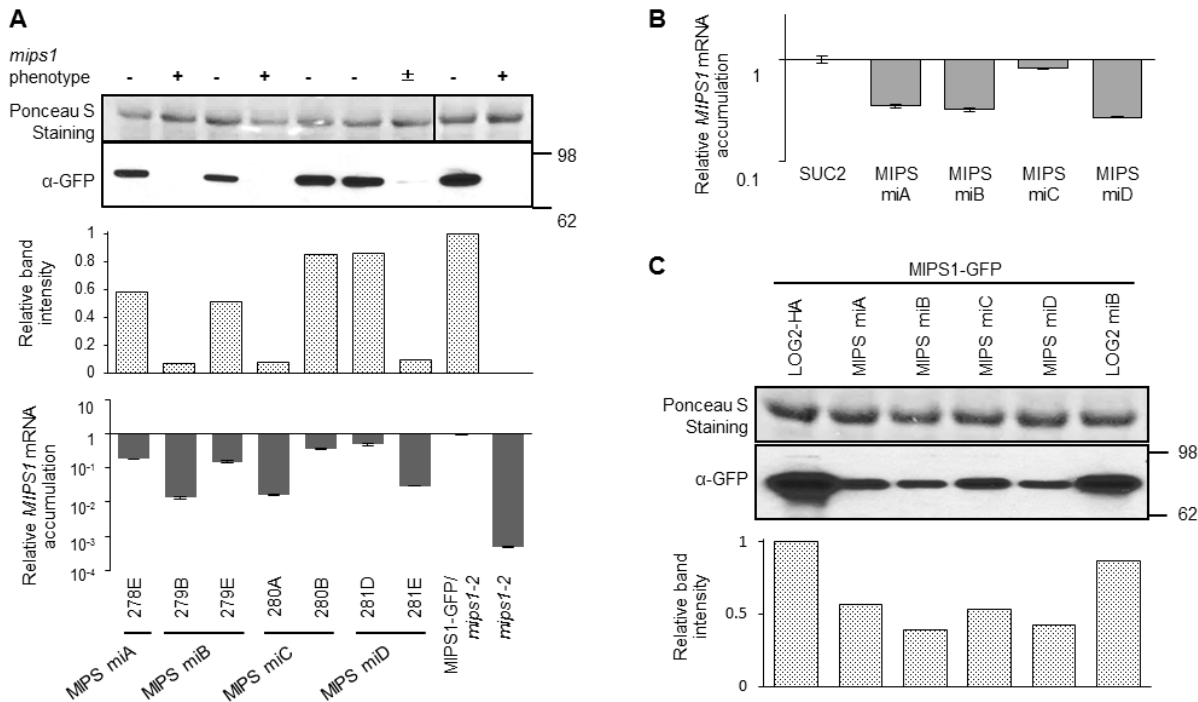 A
mips1
phenotype
- + - + - - ± - +
Ponceau S
Staining
α-GFP
98
62
Relative band
intensity
1
0.8
0.6
0.4
0.2
0
Relative MIPS1 mRNA
accumulation
10
1
10-1
10-2
10-3
10-4
278E
279B
279E
280A
280B
281D
281E
MIPS1-GFP/
mips1-2
mips1-2
MIPS miA
MIPS miB
MIPS miC
MIPS miD
B
Relative MIPS1 mRNA
accumulation
1
0.1
SUC2
MIPS
miA
MIPS
miB
MIPS
miC
MIPS
miD
C
MIPS1-GFP
LOG2-HA
MIPS miA
MIPS miB
MIPS miC
MIPS miD
LOG2 miB
Ponceau S
Staining
α-GFP
98
62
Relative band
intensity
1
0.5
0